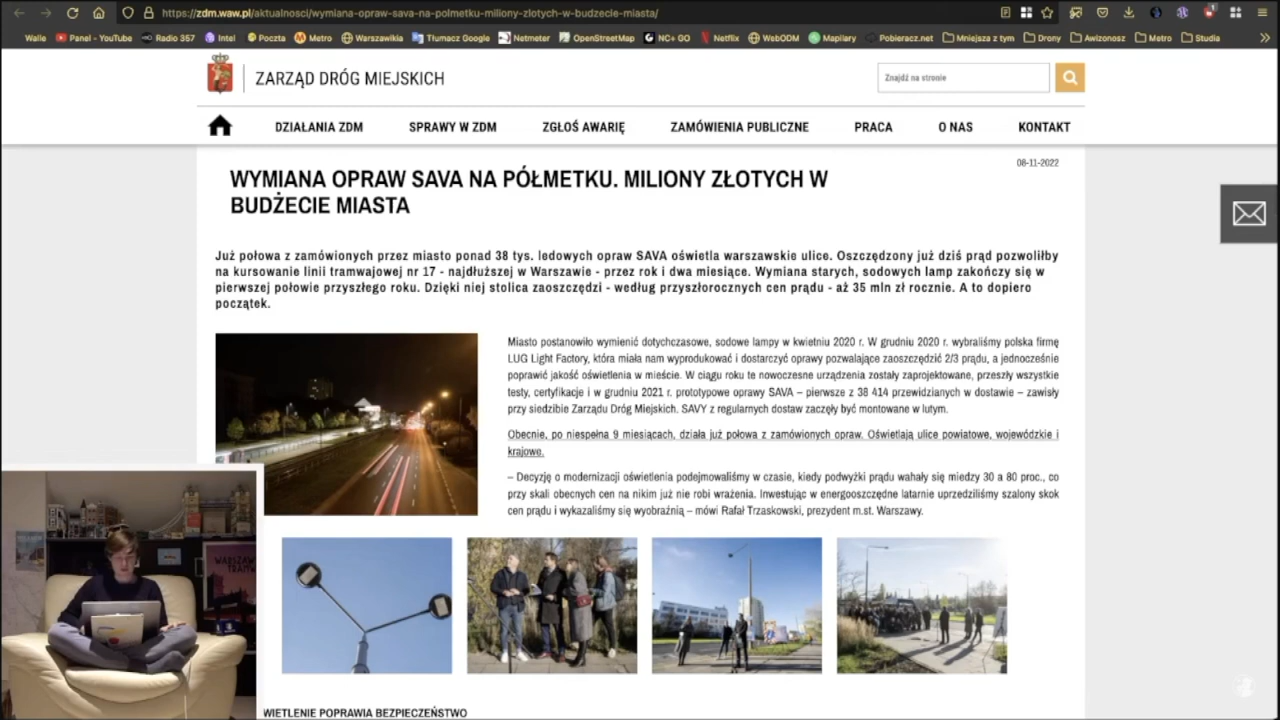 https://zdm.waw.pl/aktualnosci/wymiana-opraw-sava-na-polmetku-miliony-zlotych-w-budzecie-miasta/
Walle Panel - YouTube Radio 357 Intel Poczta Metro Warszawikia Tłumacz Google Netmeter OpenStreetMap NC+ GO Netflix WebODM Mapilary Pobieracz.net Mniejsza z tym Drony Awizonosz Metro Studia
ZARZĄD DRÓG MIEJSKICH
Znajdź na stronie
DZIAŁANIA ZDM SPRAWY W ZDM ZGŁOŚ AWARIĘ ZAMÓWIENIA PUBLICZNE PRACA O NAS KONTAKT
08-11-2022
WYMIANA OPRAW SAVA NA PÓŁMETKU. MILIONY ZŁOTYCH W
BUDŻECIE MIASTA
Już połowa z zamówionych przez miasto ponad 38 tys. ledowych opraw SAVA oświetla warszawskie ulice. Oszczędzony już dziś prąd pozwoliłby
na kursowanie linii tramwajowej nr 17 - najdłuższej w Warszawie - przez rok i dwa miesiące. Wymiana starych, sodowych lamp zakończy się w
pierwszej połowie przyszłego roku. Dzięki niej stolica zaoszczędzi - według przyszłorocznych cen prądu - aż 35 mln zł rocznie. A to dopiero
początek.
Miasto postanowiło wymienić dotychczasowe, sodowe lampy w kwietniu 2020 r. W grudniu 2020 r. wybraliśmy polska firmę
LUG Light Factory, która miała nam wyprodukować i dostarczyć oprawy pozwalające zaoszczędzić 2/3 prądu, a jednocześnie
poprawić jakość oświetlenia w mieście. W ciągu roku te nowoczesne urządzenia zostały zaprojektowane, przeszły wszystkie
testy, certyfikacje i w grudniu 2021 r. prototypowe oprawy SAVA – pierwsze z 38 414 przewidzianych w dostawie – zawisły
przy siedzibie Zarządu Dróg Miejskich. SAVY z regularnych dostaw zaczęły być montowane w lutym.
Obecnie, po niespełna 9 miesiącach, działa już połowa z zamówionych opraw. Oświetlają ulice powiatowe, wojewódzkie i
krajowe.
– Decyzję o modernizacji oświetlenia podejmowaliśmy w czasie, kiedy podwyżki prądu wahały się miedzy 30 a 80 proc., co
przy skali obecnych cen na nikim już nie robi wrażenia. Inwestując w energooszczędne latarnie uprzedziliśmy szalony skok
cen prądu i wykazaliśmy się wyobraźnią – mówi Rafał Trzaskowski, prezydent m.st. Warszawy.
WARSZAW
TRAMW
WIETLENIE POPRAWIA BEZPIECZEŃSTWO